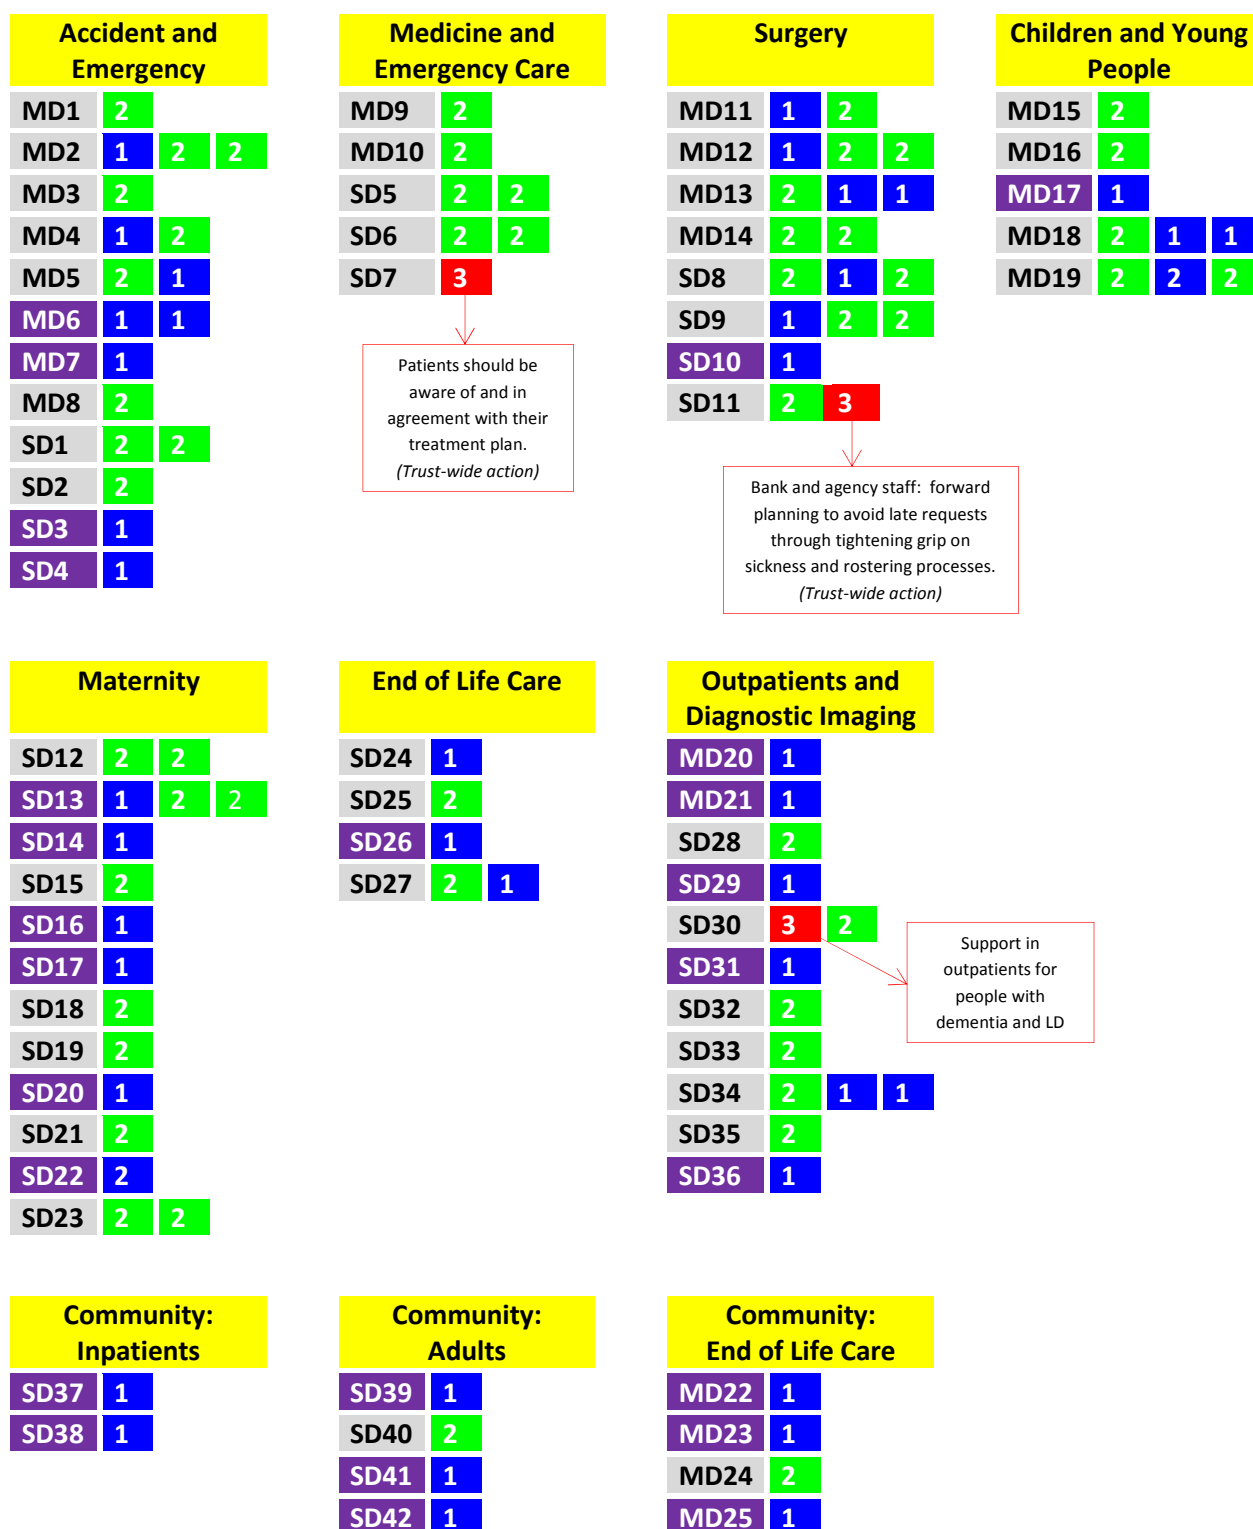 Accident and
Emergency
MD1 2
MD2 1 2 2
MD3 2
MD4 1 2
MD5 2 1
MD6 1 1
MD7 1
MD8 2
SD1 2 2
SD2 2
SD3 1
SD4 1
Medicine and
Emergency Care
MD9 2
MD10 2
SD5 2 2
SD6 2 2
SD7 3
Patients should be
aware of and in
agreement with their
treatment plan.
(Trust-wide action)
Surgery
MD11 1 2
MD12 1 2 2
MD13 2 1 1
MD14 2 2
SD8 2 1 2
SD9 1 2 2
SD10 1
SD11 2 3
Bank and agency staff: forward
planning to avoid late requests
through tightening grip on
sickness and rostering processes.
(Trust-wide action)
Children and Young
People
MD15 2
MD16 2
MD17 1
MD18 2 1 1
MD19 2 2 2
Maternity
SD12 2 2
SD13 1 2 2
SD14 1
SD15 2
SD16 1
SD17 1
SD18 2
SD19 2
SD20 1
SD21 2
SD22 2
SD23 2 2
End of Life Care
SD24 1
SD25 2
SD26 1
SD27 2 1
Outpatients and
Diagnostic Imaging
MD20 1
MD21 1
SD28 2
SD29 1
SD30 3 2
SD31 1
SD32 2
SD33 2
SD34 2 1 1
SD35 2
SD36 1
Support in
outpatients for
people with
dementia and LD
Community:
Inpatients
SD37 1
SD38 1
Community:
Adults
SD39 1
SD40 2
SD41 1
SD42 1
Community:
End of Life Care
MD22 1
MD23 1
MD24 2
MD25 1